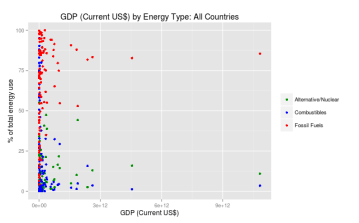 GDP (Current US$) by Energy Type: All Countries
% of total energy use
100
75
50
25
0
0e+00
3e+12
6e+12
9e+12
GDP (Current US$)
Alternative/Nuclear
Combustibles
Fossil Fuels